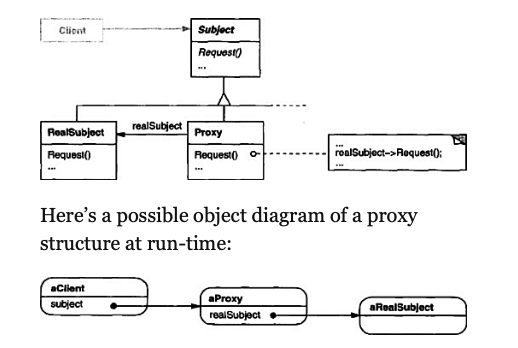 Client
Subject
Request()
...
RealSubject
Request()
...
realSubject
Proxy
Request()
...
...
realSubject->Request();
...
Here's a possible object diagram of a proxy
structure at run-time:
aClient
subject
aProxy
realSubject
aRealSubject